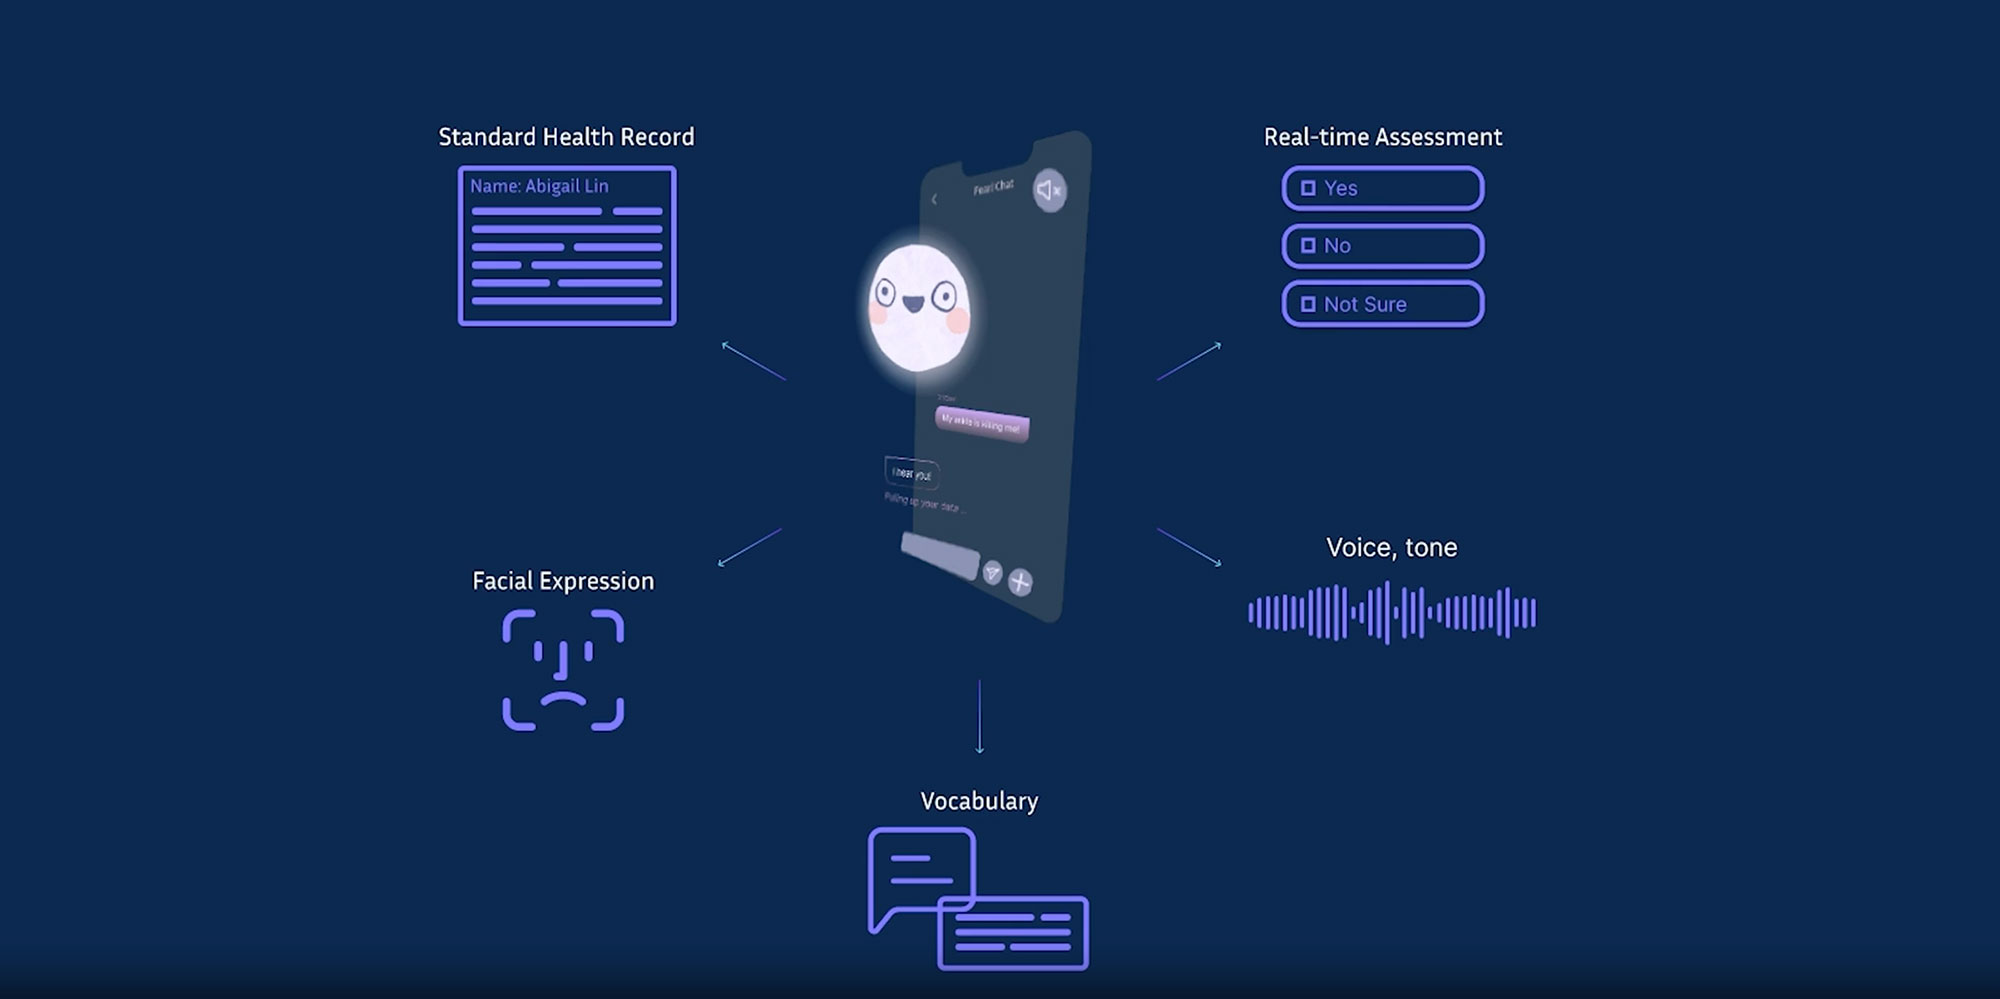 Standard Health Record
Name: Abigail Lin
Pearl Chat
Real-time Assessment
Yes
No
Not Sure
My ankle is killing me!
I hear you!
Pulling up your data ...
Facial Expression
Voice, tone
Vocabulary